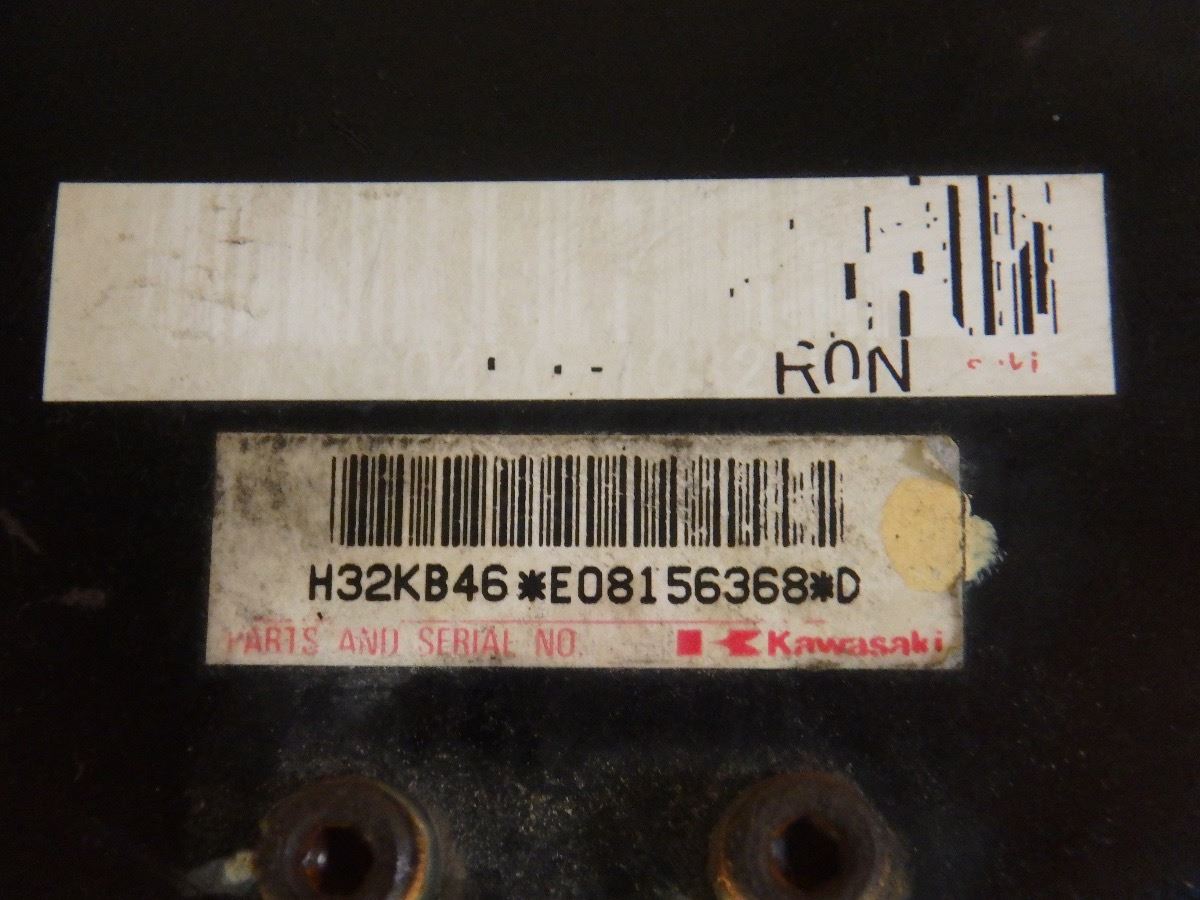 RON
H32KB46*E08156368*D
PARTS AND SERIAL NO. Kawasaki